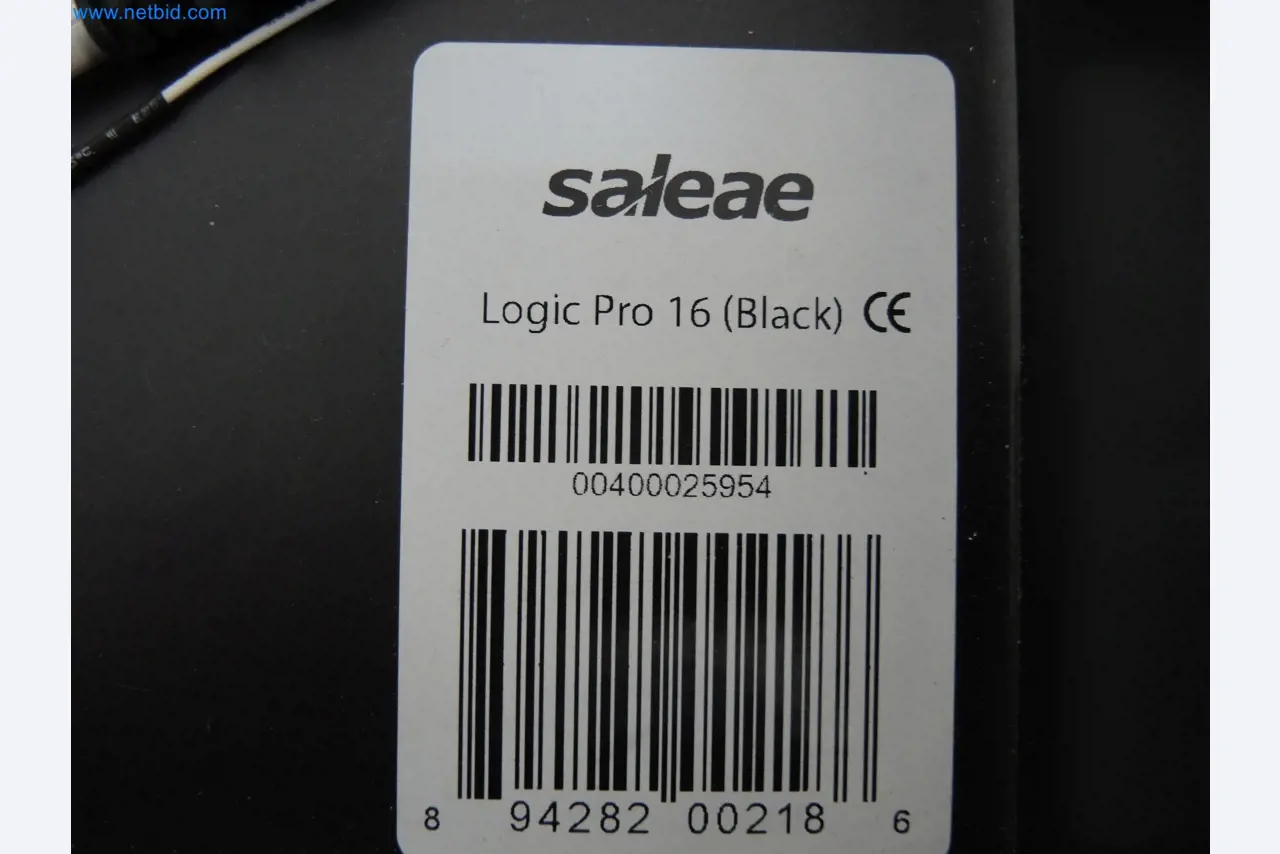 www.netbid.com
saleae
Logic Pro 16 (Black) CE
00400025954
8 94282 00218 6